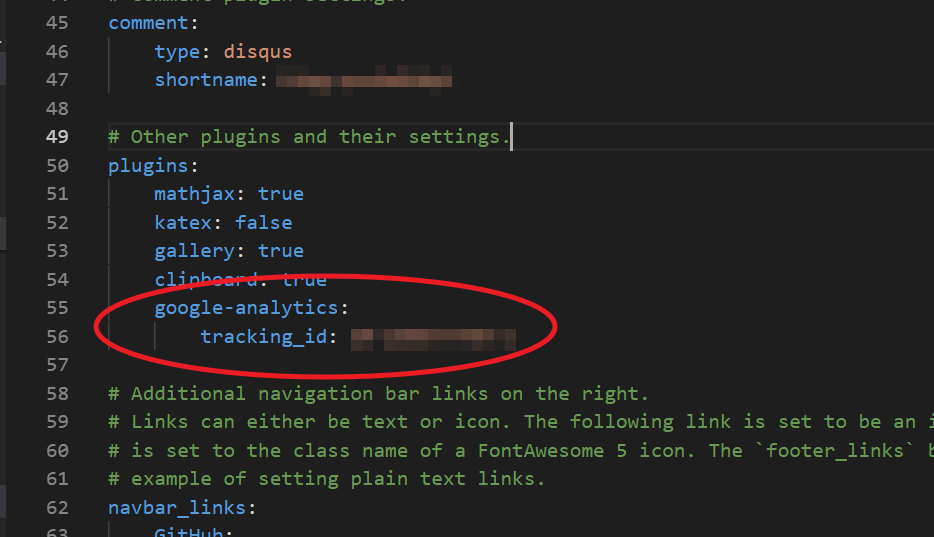 45 comment:
46 type: disqus
47 shortname:
48
49 # Other plugins and their settings.
50 plugins:
51 mathjax: true
52 katex: false
53 gallery: true
54 clipboard: true
55 google-analytics:
56 tracking_id:
57
58 # Additional navigation bar links on the right.
59 # Links can either be text or icon. The following link is set to be an
60 # is set to the class name of a FontAwesome 5 icon. The `footer_links`
61 # example of setting plain text links.
62 navbar_links:
63 GitHub: